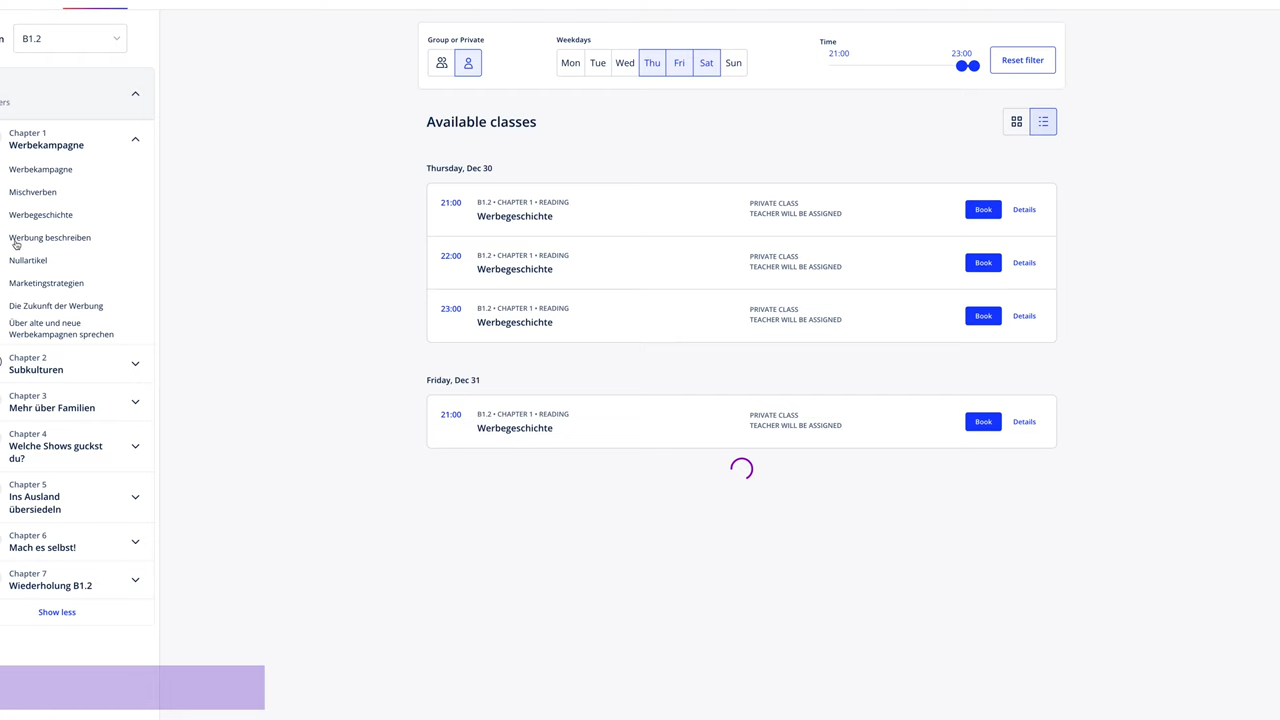 n
B1.2
ers
Chapter 1
Werbekampagne
Werbekampagne
Mischverben
Werbegeschichte
Werbung beschreiben
Nullartikel
Marketingstrategien
Die Zukunft der Werbung
Über alte und neue
Werbekampagnen sprechen
Chapter 2
Subkulturen
Chapter 3
Mehr über Familien
Chapter 4
Welche Shows guckst
du?
Chapter 5
Ins Ausland
übersiedeln
Chapter 6
Mach es selbst!
Chapter 7
Wiederholung B1.2
Show less
Group or Private
Weekdays
Mon Tue Wed Thu Fri Sat Sun
Time
21:00 23:00
Reset filter
Available classes
Thursday, Dec 30
21:00 B1.2 • CHAPTER 1 • READING PRIVATE CLASS
Werbegeschichte TEACHER WILL BE ASSIGNED Book Details
22:00 B1.2 • CHAPTER 1 • READING PRIVATE CLASS
Werbegeschichte TEACHER WILL BE ASSIGNED Book Details
23:00 B1.2 • CHAPTER 1 • READING PRIVATE CLASS
Werbegeschichte TEACHER WILL BE ASSIGNED Book Details
Friday, Dec 31
21:00 B1.2 • CHAPTER 1 • READING PRIVATE CLASS
Werbegeschichte TEACHER WILL BE ASSIGNED Book Details